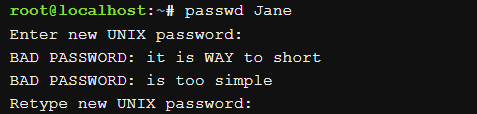 root@localhost:~# passwd Jane
Enter new UNIX password:
BAD PASSWORD: it is WAY to short
BAD PASSWORD: is too simple
Retype new UNIX password: